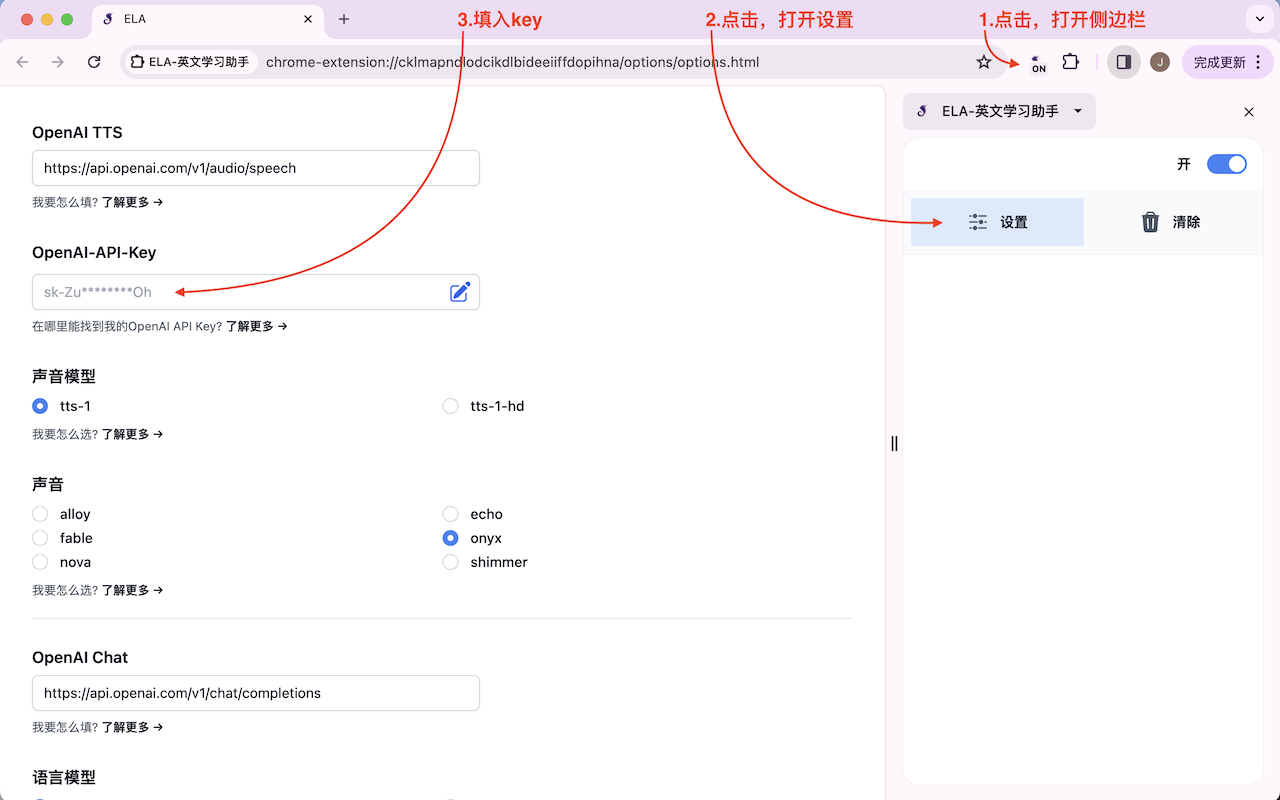 ELA
3.填入key
2.点击，打开设置
1.点击，打开侧边栏
ELA-英文学习助手
chrome-extension://cklmapndlodcikdlbideeiiffdopihna/options/options.html
ON
J
完成更新
OpenAI TTS
https://api.openai.com/v1/audio/speech
我要怎么填? 了解更多 →
OpenAI-API-Key
sk-Zu********Oh
在哪里能找到我的OpenAI API Key? 了解更多 →
声音模型
tts-1
tts-1-hd
我要怎么选? 了解更多 →
声音
alloy
echo
fable
onyx
nova
shimmer
我要怎么选? 了解更多 →
OpenAI Chat
https://api.openai.com/v1/chat/completions
我要怎么填? 了解更多 →
语言模型
ELA-英文学习助手
开
设置
清除